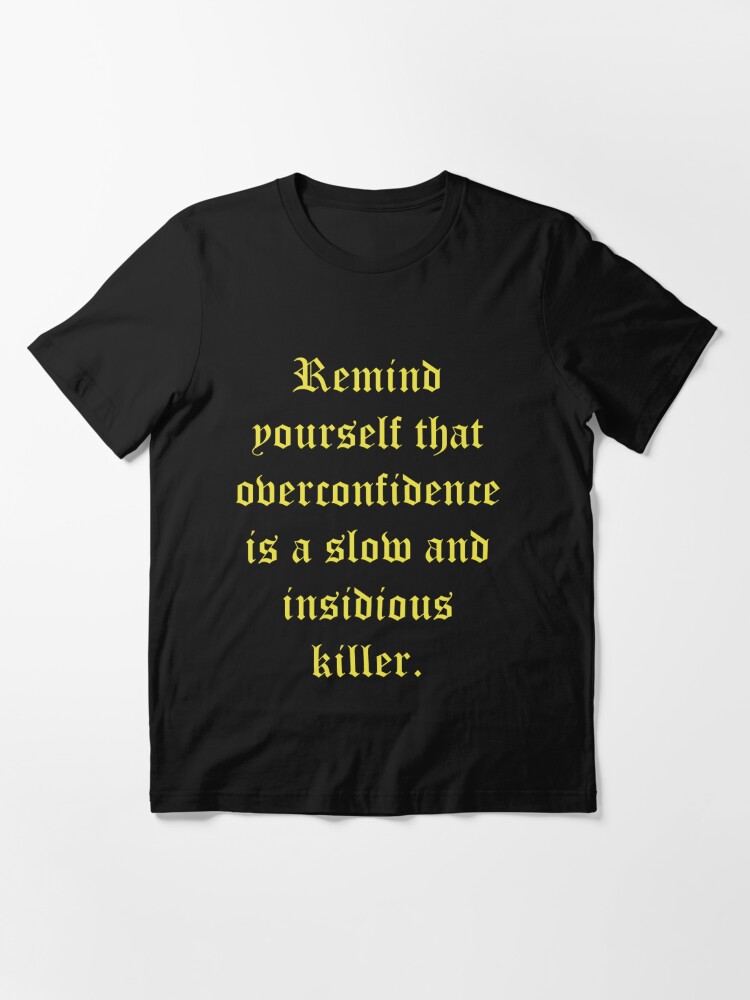 Remind
yourself that
overconfidence
is a slow and
insidious
killer.